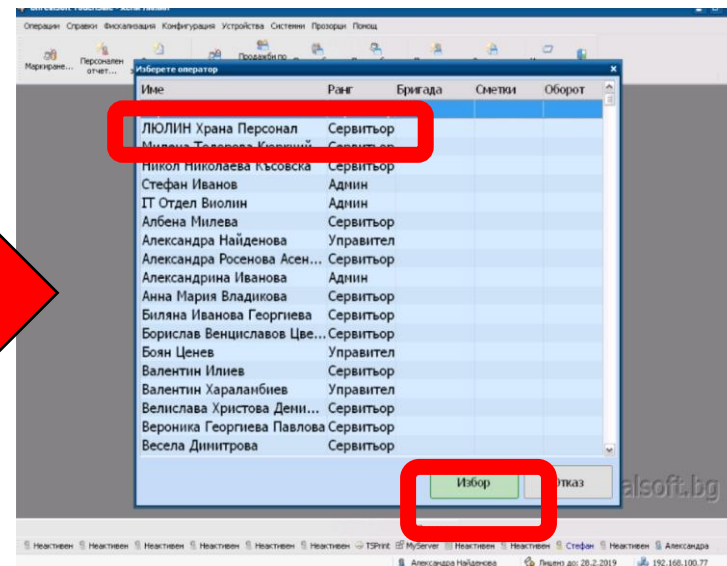 Операции Справки Фискализация Конфигурация Устройства Системни Прозорци Помощ
Маркиране... Персонален отчет... Продажби по
Изберете оператор x
Име Ранг Бригада Сметки Оборот
ЛЮЛИН Храна Персонал Сервитьор
Милена Тодорова Сервитьор
Никол Николаева Късовска Сервитьор
Стефан Иванов Админ
IT Отдел Виолин Админ
Албена Милева Сервитьор
Александра Найденова Управител
Александра Росенова Асен... Сервитьор
Александрина Иванова Админ
Анна Мария Владикова Сервитьор
Биляна Иванова Георгиева Сервитьор
Борислав Венциславов Цве... Сервитьор
Боян Ценев Управител
Валентин Илиев Сервитьор
Валентин Хараламбиев Управител
Велислава Христова Дени... Сервитьор
Вероника Георгиева Павлова Сервитьор
Весела Димитрова Сервитьор
Избор Отказ
alsoft.bg
Неактивен Неактивен Неактивен Неактивен Неактивен Неактивен TSPrint MyServer Неактивен Неактивен Стефан Неактивен Александра
Александра Найденова Лиценз до: 28.2.2019 192.168.100.77